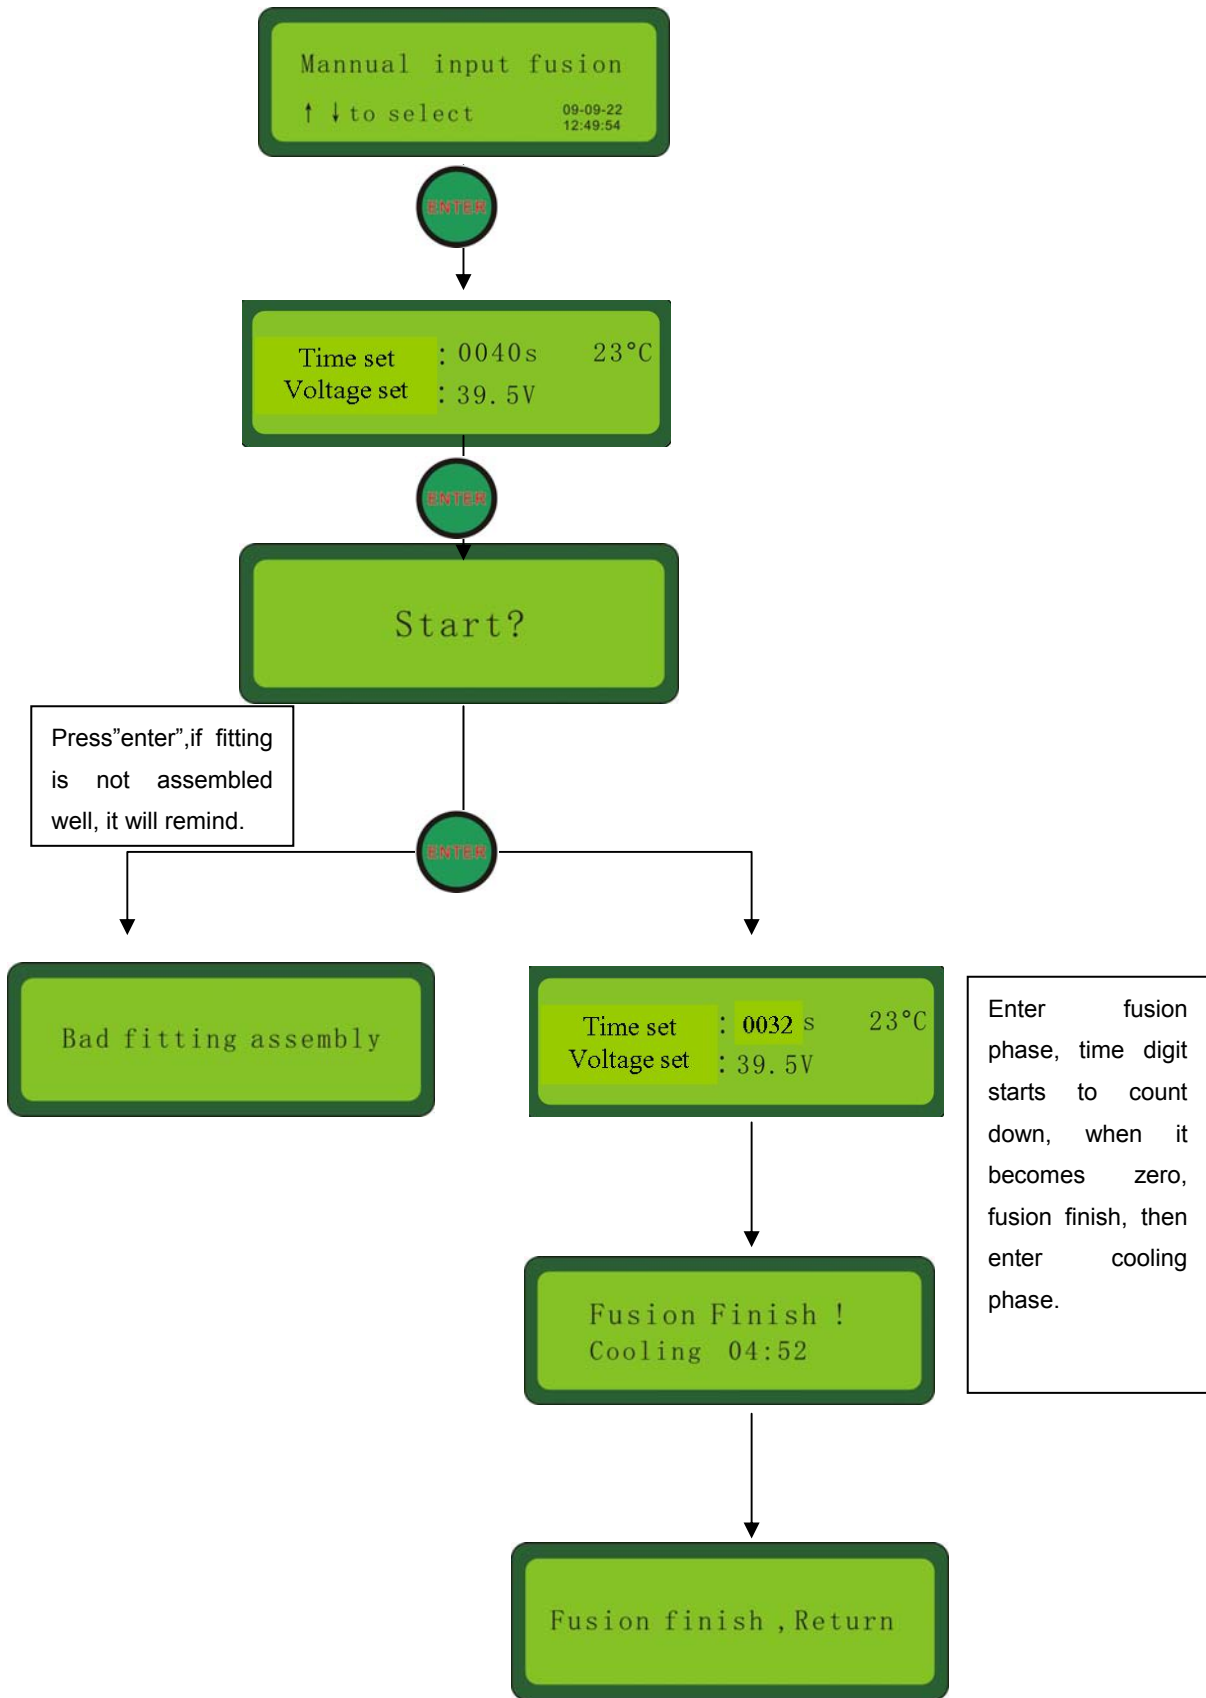 Mannual input fusion
↑ ↓ to select 09-09-22
12:49:54
ENTER
Time set : 0040s 23°C
Voltage set : 39.5V
ENTER
Start?
Press”enter”,if fitting
is not assembled
well, it will remind.
ENTER
Bad fitting assembly
Time set : 0032 s 23°C
Voltage set : 39.5V
Enter fusion
phase, time digit
starts to count
down, when it
becomes zero,
fusion finish, then
enter cooling
phase.
Fusion Finish !
Cooling 04:52
Fusion finish ,Return